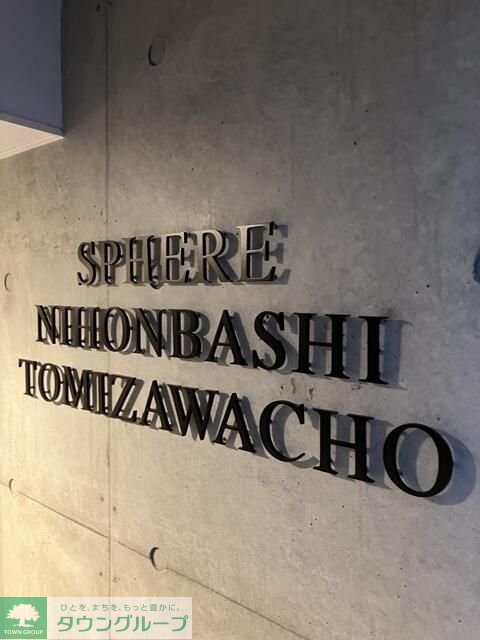 SPHERE
NIHONBASHI
TOMIZAWACHO
ひとを、まちを、もっと豊かに。
TOWN GROUP
タウングループ